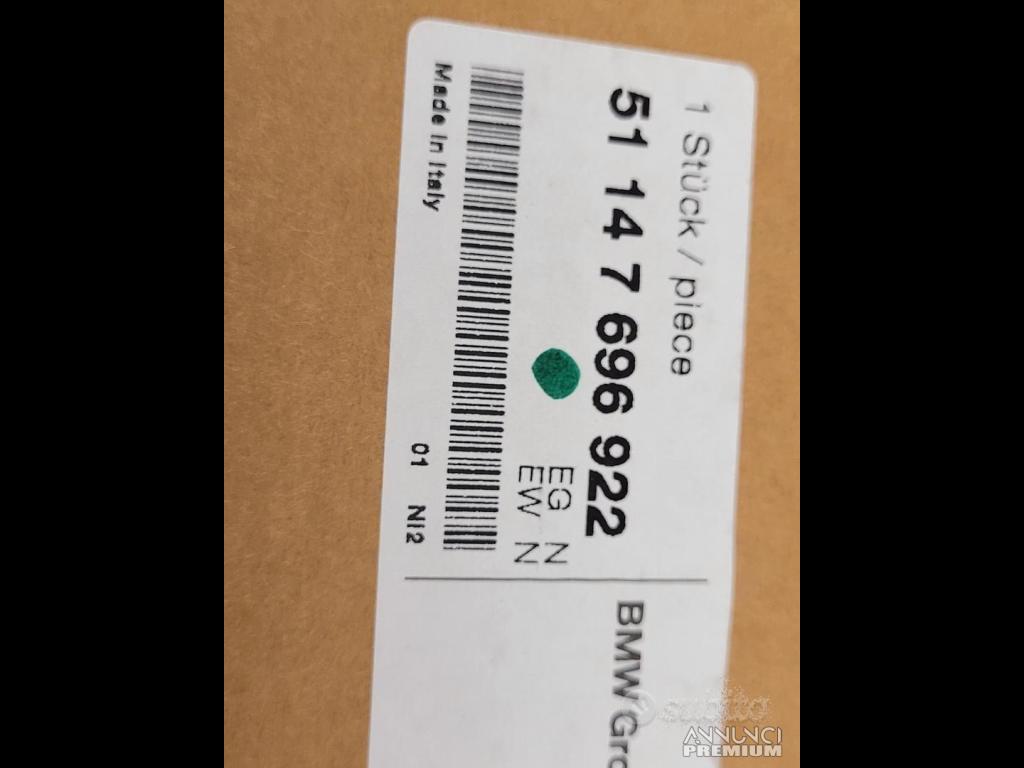 1 Stück / piece
51 14 7 696 922
EG N
EW N
Made in Italy
01 NI2
BMW Gro
subito
ANNUNCI
PREMIUM